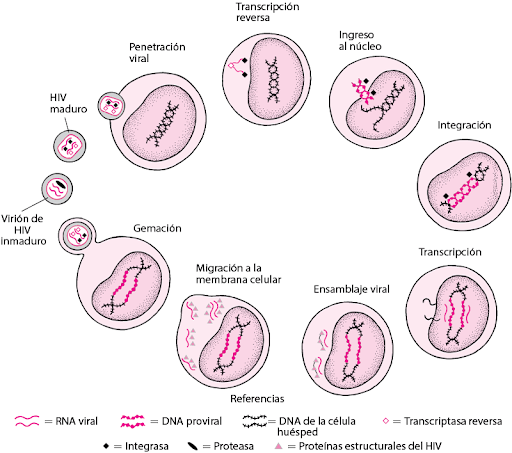 Transcripción
reversa
Penetración
viral
Ingreso
al núcleo
HIV
maduro
Integración
Virión de
HIV
inmaduro
Gemación
Migración a la
membrana celular
Ensamblaje viral
Transcripción
Referencias
= RNA viral
= DNA proviral
= DNA de la célula
huésped
= Transcriptasa reversa
= Integrasa
= Proteasa
= Proteínas estructurales del HIV